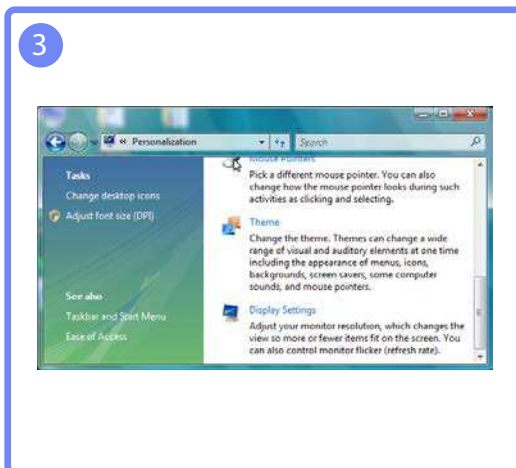 3
« Personalization
Search
Tasks
Change desktop icons
Adjust font size (DPI)
See also
Taskbar and Start Menu
Ease of Access
Mouse Pointers
Pick a different mouse pointer. You can also
change how the mouse pointer looks during such
activities as clicking and selecting.
Theme
Change the theme. Themes can change a wide
range of visual and auditory elements at one time
including the appearance of menus, icons,
backgrounds, screen savers, some computer
sounds, and mouse pointers.
Display Settings
Adjust your monitor resolution, which changes the
view so more or fewer items fit on the screen. You
can also control monitor flicker (refresh rate).